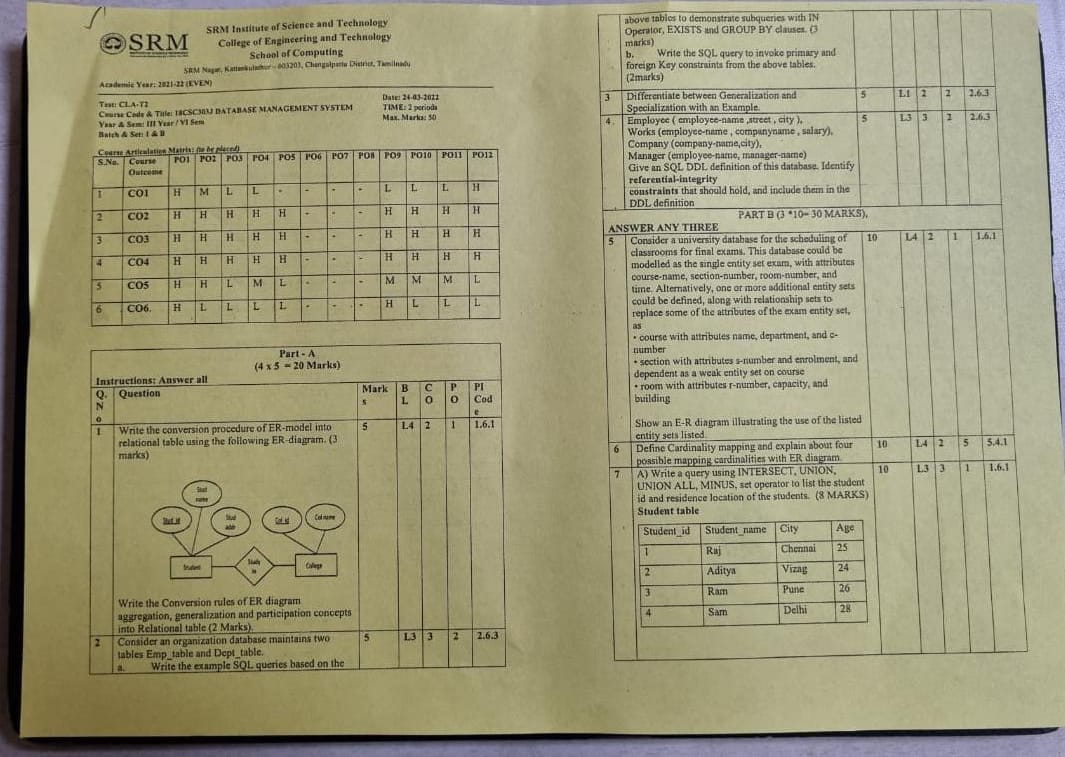 SRM
SRM Institute of Science and Technology
College of Engineering and Technology
School of Computing
SRM Nagar, Kattankulathur – 603203, Chengalpattu District, Tamilnadu
Academic Year: 2021-22 (EVEN)
Test: CLA-T2
Date: 24-03-2022
Course Code & Title: 18CSC303J DATABASE MANAGEMENT SYSTEM
TIME: 2 periods
Year & Sem: III Year / VI Sem
Max. Marks: 50
Batch & Set: I & B
Course Articulation Matrix: (to be placed)
S.No. Course Outcome PO1 PO2 PO3 PO4 PO5 PO6 PO7 PO8 PO9 PO10 PO11 PO12
1 CO1 H M L L - - - - L L L H
2 CO2 H H H H H - - - H H H H
3 CO3 H H H H H - - - H H H H
4 CO4 H H H H H - - - H H H H
5 CO5 H H L M L - - - M M M L
6 CO6. H L L L L - - - H L L L
Part - A
(4 x 5 = 20 Marks)
Instructions: Answer all
Q. No Question Marks BL CO PO PI Code
1 Write the conversion procedure of ER-model into 5 L4 2 1 1.6.1
relational table using the following ER-diagram. (3
marks)
Stud name
Stud_id
Stud addr
Col_id
Col name
Student
Study in
College
Write the Conversion rules of ER diagram
aggregation, generalization and participation concepts
into Relational table (2 Marks).
2 Consider an organization database maintains two 5 L3 3 2 2.6.3
tables Emp_table and Dept_table.
a. Write the example SQL queries based on the
above tables to demonstrate subqueries with IN
Operator, EXISTS and GROUP BY clauses. (3
marks)
b. Write the SQL query to invoke primary and
foreign Key constraints from the above tables.
(2marks)
3 Differentiate between Generalization and 5 L1 2 2 2.6.3
Specialization with an Example.
4. Employee ( employee-name ,street , city ), 5 L3 3 2 2.6.3
Works (employee-name , companyname , salary),
Company (company-name,city),
Manager (employee-name, manager-name)
Give an SQL DDL definition of this database. Identify
referential-integrity
constraints that should hold, and include them in the
DDL definition
PART B (3 *10= 30 MARKS),
ANSWER ANY THREE
5 Consider a university database for the scheduling of 10 L4 2 1 1.6.1
classrooms for final exams. This database could be
modelled as the single entity set exam, with attributes
course-name, section-number, room-number, and
time. Alternatively, one or more additional entity sets
could be defined, along with relationship sets to
replace some of the attributes of the exam entity set,
as
• course with attributes name, department, and c-
number
• section with attributes s-number and enrolment, and
dependent as a weak entity set on course
• room with attributes r-number, capacity, and
building
Show an E-R diagram illustrating the use of the listed
entity sets listed.
6 Define Cardinality mapping and explain about four 10 L4 2 5 5.4.1
possible mapping cardinalities with ER diagram.
7 A) Write a query using INTERSECT, UNION, 10 L3 3 1 1.6.1
UNION ALL, MINUS, set operator to list the student
id and residence location of the students. (8 MARKS)
Student table
Student_id Student_name City Age
1 Raj Chennai 25
2 Aditya Vizag 24
3 Ram Pune 26
4 Sam Delhi 28